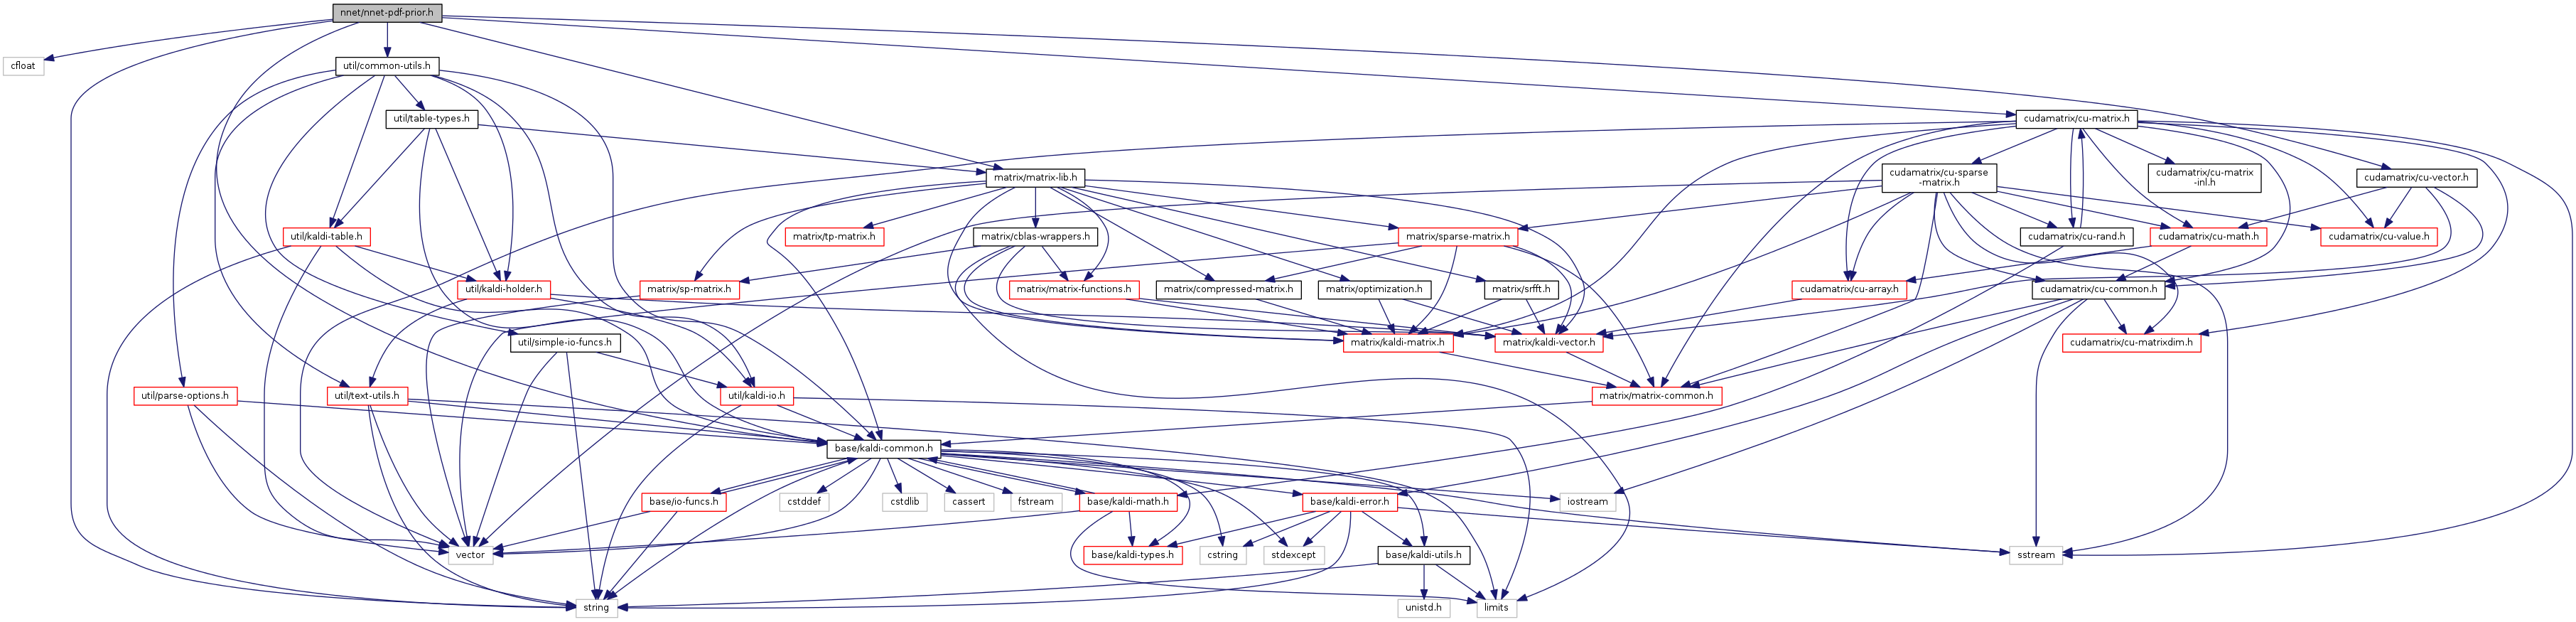 nnet/nnet-pdf-prior.h
cfloat
util/common-utils.h
util/table-types.h
cudamatrix/cu-matrix.h
matrix/matrix-lib.h
cudamatrix/cu-sparse
-matrix.h
cudamatrix/cu-matrix
-inl.h
cudamatrix/cu-vector.h
util/kaldi-table.h
matrix/tp-matrix.h
matrix/cblas-wrappers.h
matrix/sparse-matrix.h
cudamatrix/cu-rand.h
cudamatrix/cu-math.h
cudamatrix/cu-value.h
util/kaldi-holder.h
matrix/sp-matrix.h
matrix/matrix-functions.h
matrix/compressed-matrix.h
matrix/optimization.h
matrix/srfft.h
cudamatrix/cu-array.h
cudamatrix/cu-common.h
util/simple-io-funcs.h
matrix/kaldi-matrix.h
matrix/kaldi-vector.h
cudamatrix/cu-matrixdim.h
util/parse-options.h
util/text-utils.h
util/kaldi-io.h
matrix/matrix-common.h
base/kaldi-common.h
base/io-funcs.h
cstddef
cstdlib
cassert
fstream
base/kaldi-math.h
base/kaldi-error.h
iostream
vector
base/kaldi-types.h
cstring
stdexcept
base/kaldi-utils.h
sstream
string
unistd.h
limits